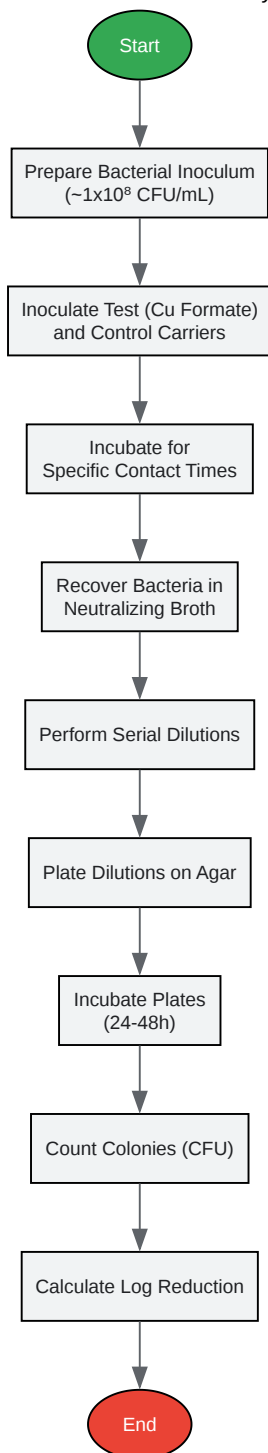 Start
Prepare Bacterial Inoculum
(~1x10⁸ CFU/mL)
Inoculate Test (Cu Formate)
and Control Carriers
Incubate for
Specific Contact Times
Recover Bacteria in
Neutralizing Broth
Perform Serial Dilutions
Plate Dilutions on Agar
Incubate Plates
(24-48h)
Count Colonies (CFU)
Calculate Log Reduction
End